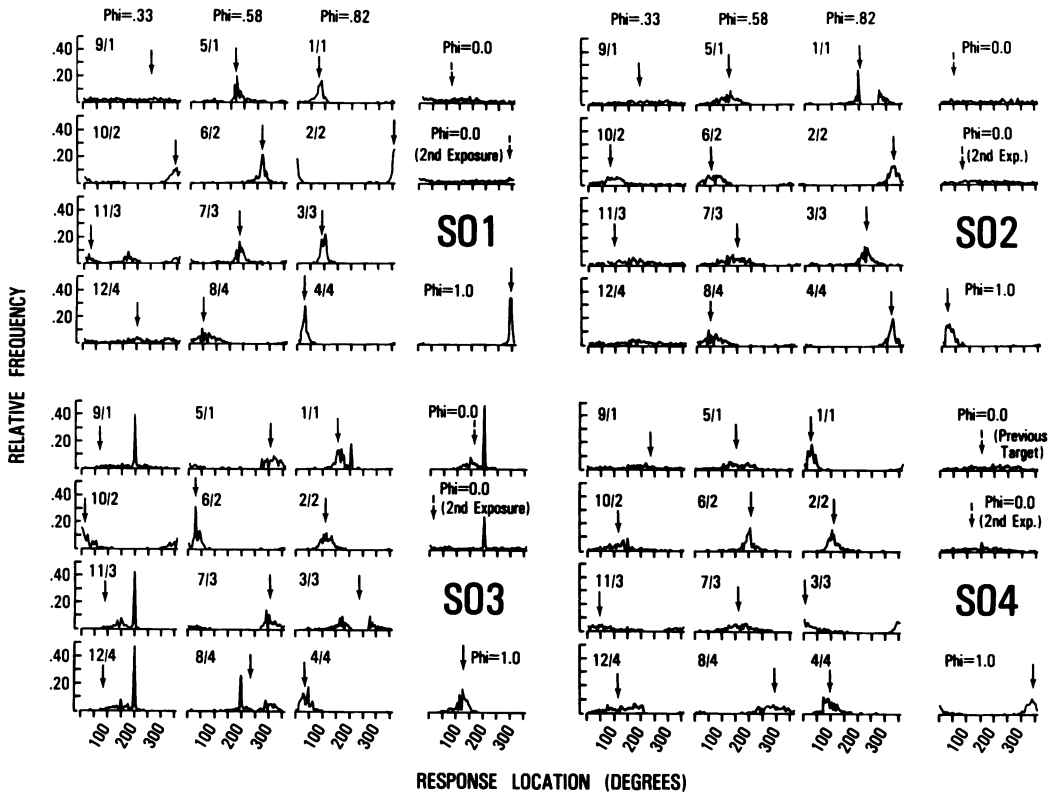 Phi=.33 Phi=.58 Phi=.82 Phi=.33 Phi=.58 Phi=.82
.40 9/1 5/1 1/1 Phi=0.0 9/1 5/1 1/1 Phi=0.0
.20
.40 10/2 6/2 2/2 Phi=0.0 10/2 6/2 2/2 Phi=0.0
.20 (2nd Exposure) (2nd Exp.)
.40 11/3 7/3 3/3 S01 11/3 7/3 3/3 S02
.20
.40 12/4 8/4 4/4 Phi=1.0 12/4 8/4 4/4 Phi=1.0
.20
RELATIVE FREQUENCY
.40 9/1 5/1 1/1 Phi=0.0 9/1 5/1 1/1 Phi=0.0
.20 (Previous
Target)
.40 10/2 6/2 2/2 Phi=0.0 10/2 6/2 2/2 Phi=0.0
.20 (2nd Exposure) (2nd Exp.)
.40 11/3 7/3 3/3 S03 11/3 7/3 3/3 S04
.20
.40 12/4 8/4 4/4 Phi=1.0 12/4 8/4 4/4 Phi=1.0
.20
100 200 300 100 200 300 100 200 300 100 200 300 100 200 300 100 200 300 100 200 300 100 200 300
RESPONSE LOCATION (DEGREES)